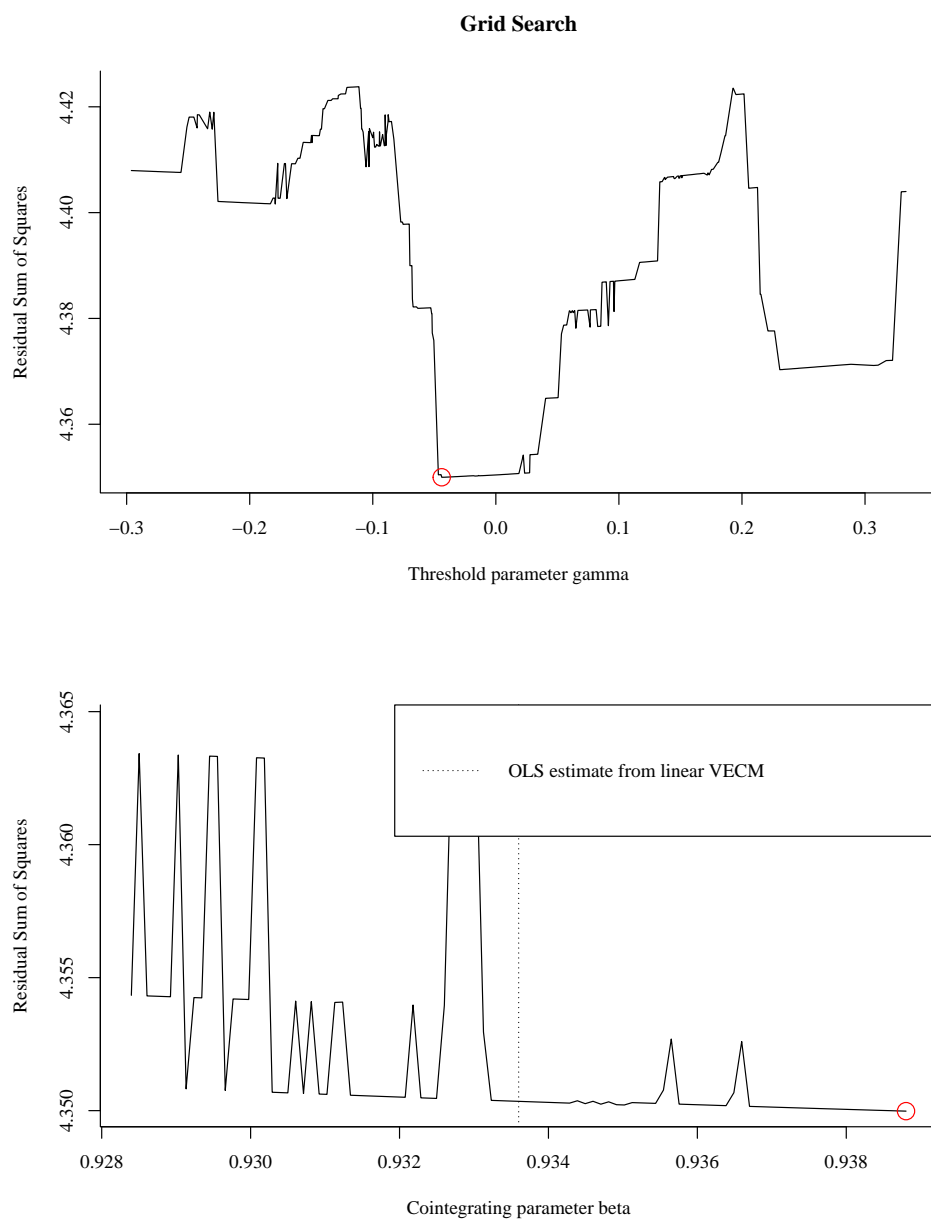 Grid Search
Residual Sum of Squares
4.42
4.40
4.38
4.36
−0.3 −0.2 −0.1 0.0 0.1 0.2 0.3
Threshold parameter gamma
Residual Sum of Squares
4.365
4.360
4.355
4.350
OLS estimate from linear VECM
0.928 0.930 0.932 0.934 0.936 0.938
Cointegrating parameter beta